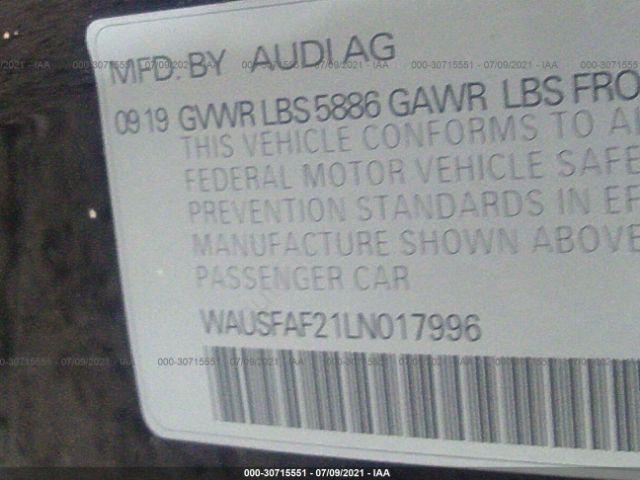 MFD. BY AUDI AG
09 19 GVWR LBS 5886 GAWR LBS FRO
THIS VEHICLE CONFORMS TO A
FEDERAL MOTOR VEHICLE SAFE
PREVENTION STANDARDS IN EF
MANUFACTURE SHOWN ABOVE
PASSENGER CAR
WAUSFAF21LN017996
000-30715551 - 07/09/2021 - IAA